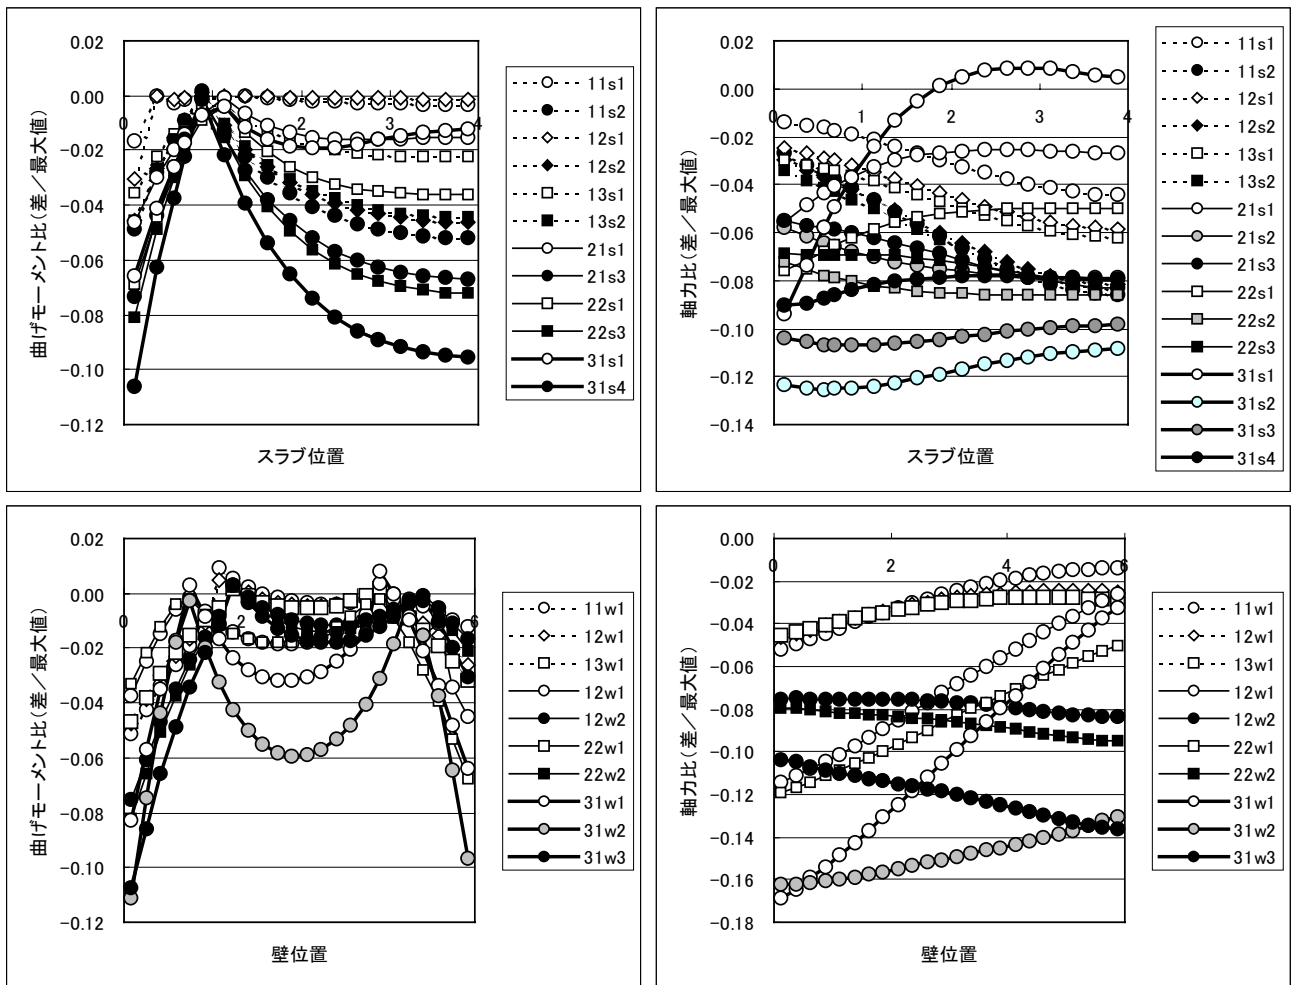 0.02
0.00
-0.02
-0.04
-0.06
-0.08
-0.10
-0.12
0
1
2
3
4
曲げモーメント比(差／最大値)
スラブ位置
11s1
11s2
12s1
12s2
13s1
13s2
21s1
21s3
22s1
22s3
31s1
31s4
0.02
0.00
-0.02
-0.04
-0.06
-0.08
-0.10
-0.12
-0.14
0
1
2
3
4
軸力比(差／最大値)
スラブ位置
11s1
11s2
12s1
12s2
13s1
13s2
21s1
21s2
21s3
22s1
22s2
22s3
31s1
31s2
31s3
31s4
0.02
0.00
-0.02
-0.04
-0.06
-0.08
-0.10
-0.12
0
2
6
曲げモーメント比(差／最大値)
壁位置
11w1
12w1
13w1
12w1
12w2
22w1
22w2
31w1
31w2
31w3
0.00
-0.02
-0.04
-0.06
-0.08
-0.10
-0.12
-0.14
-0.16
-0.18
0
2
4
6
軸力比(差／最大値)
壁位置
11w1
12w1
13w1
12w1
12w2
22w1
22w2
31w1
31w2
31w3